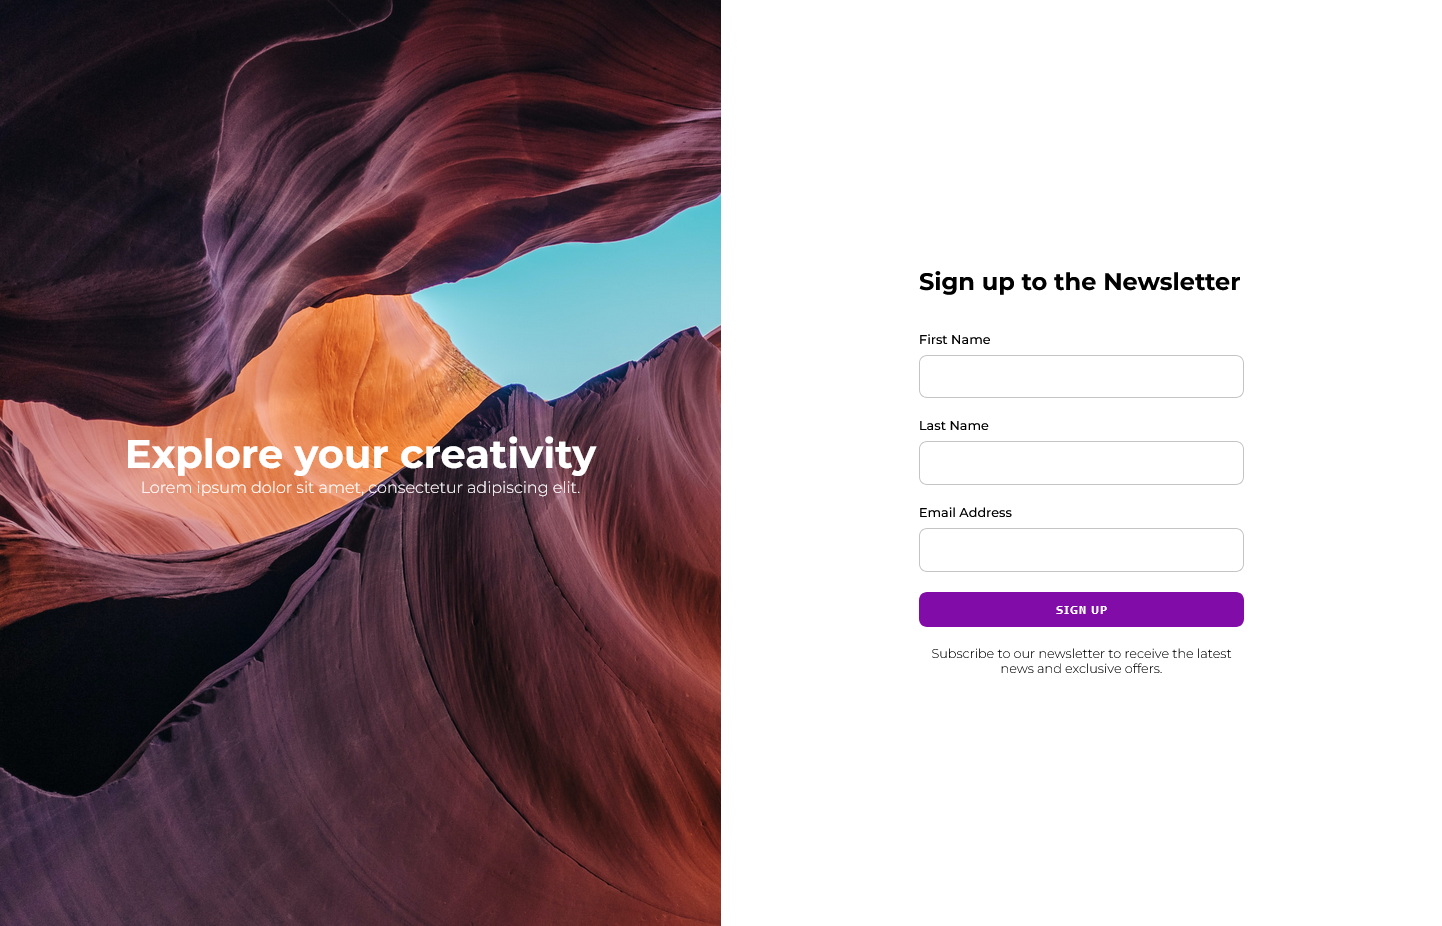 Explore your creativity
Lorem ipsum dolor sit amet, consectetur adipiscing elit.
Sign up to the Newsletter
First Name
Last Name
Email Address
SIGN UP
Subscribe to our newsletter to receive the latest
news and exclusive offers.